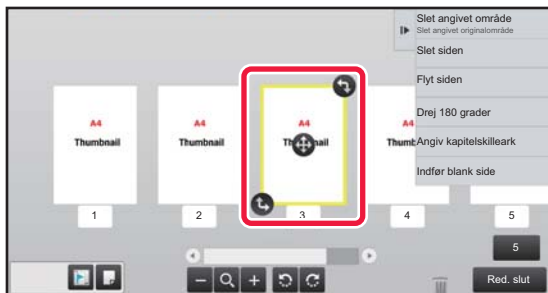 Slet angivet område
Slet angivet originalområde
Slet siden
Flyt siden
Drej 180 grader
Angiv kapitelskilleark
Indfør blank side
A4
Thumbnail
A4
Thumbnail
A4
A4
1
2
3
4
5
5
Red. slut